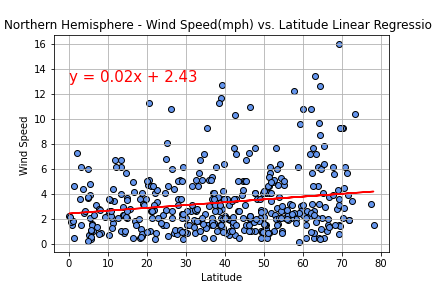 Northern Hemisphere - Wind Speed(mph) vs. Latitude Linear Regressio
y = 0.02x + 2.43
Wind Speed
16
14
12
10
8
6
4
2
0
0 10 20 30 40 50 60 70 80
Latitude